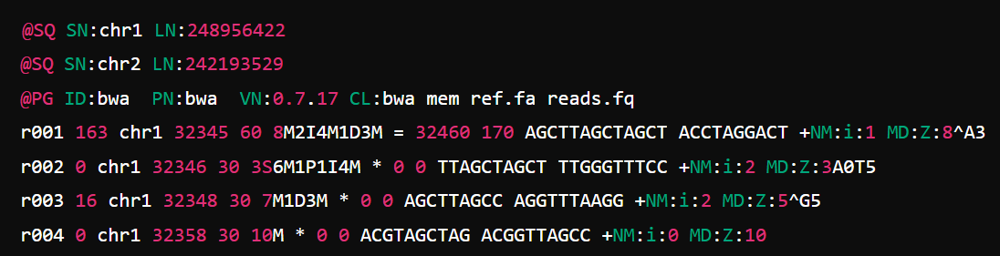 @SQ SN:chr1 LN:248956422
@SQ SN:chr2 LN:242193529
@PG ID:bwa PN:bwa VN:0.7.17 CL:bwa mem ref.fa reads.fq
r001 163 chr1 32345 60 8M2I4M1D3M = 32460 170 AGCTTAGCTAGCT ACCTAGGACT +NM:i:1 MD:Z:8^A3
r002 0 chr1 32346 30 3S6M1P1I4M * 0 0 TTAGCTAGCT TTGGGTTTCC +NM:i:2 MD:Z:3A0T5
r003 16 chr1 32348 30 7M1D3M * 0 0 AGCTTAGCC AGGTTTAAGG +NM:i:2 MD:Z:5^G5
r004 0 chr1 32358 30 10M * 0 0 ACGTAGCTAG ACGGTTAGCC +NM:i:0 MD:Z:10